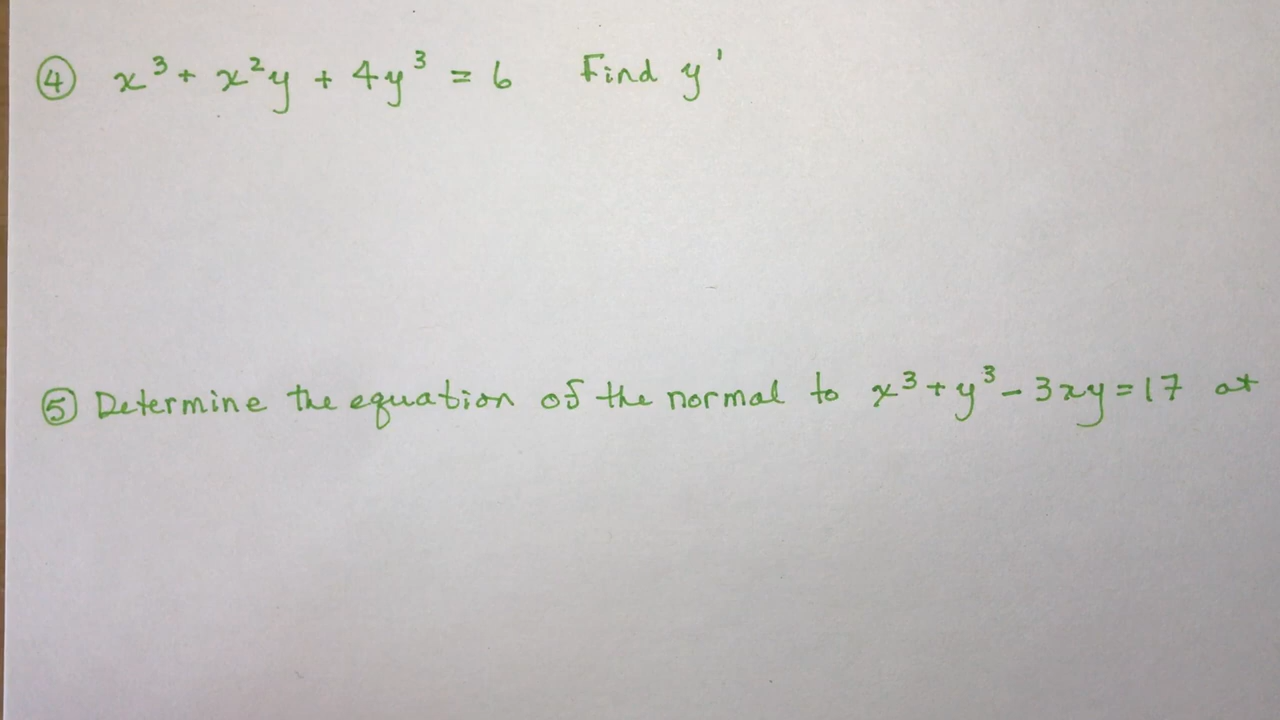 ④ x³ + x²y + 4y³ = 6 Find y'
⑤ Determine the equation of the normal to x³ + y³ - 3xy = 17 at